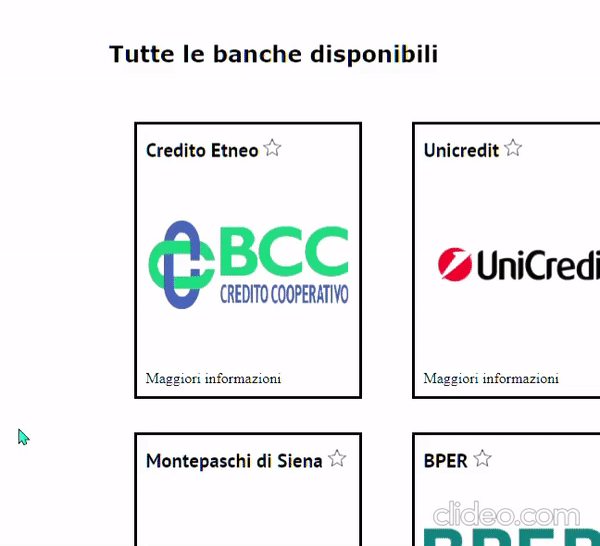 Tutte le banche disponibili
Credito Etneo
Unicredit
BCC
CREDITO COOPERATIVO
UniCredi
Maggiori informazioni
Maggiori informazioni
Montepaschi di Siena
BPER
clideo.com
BPER